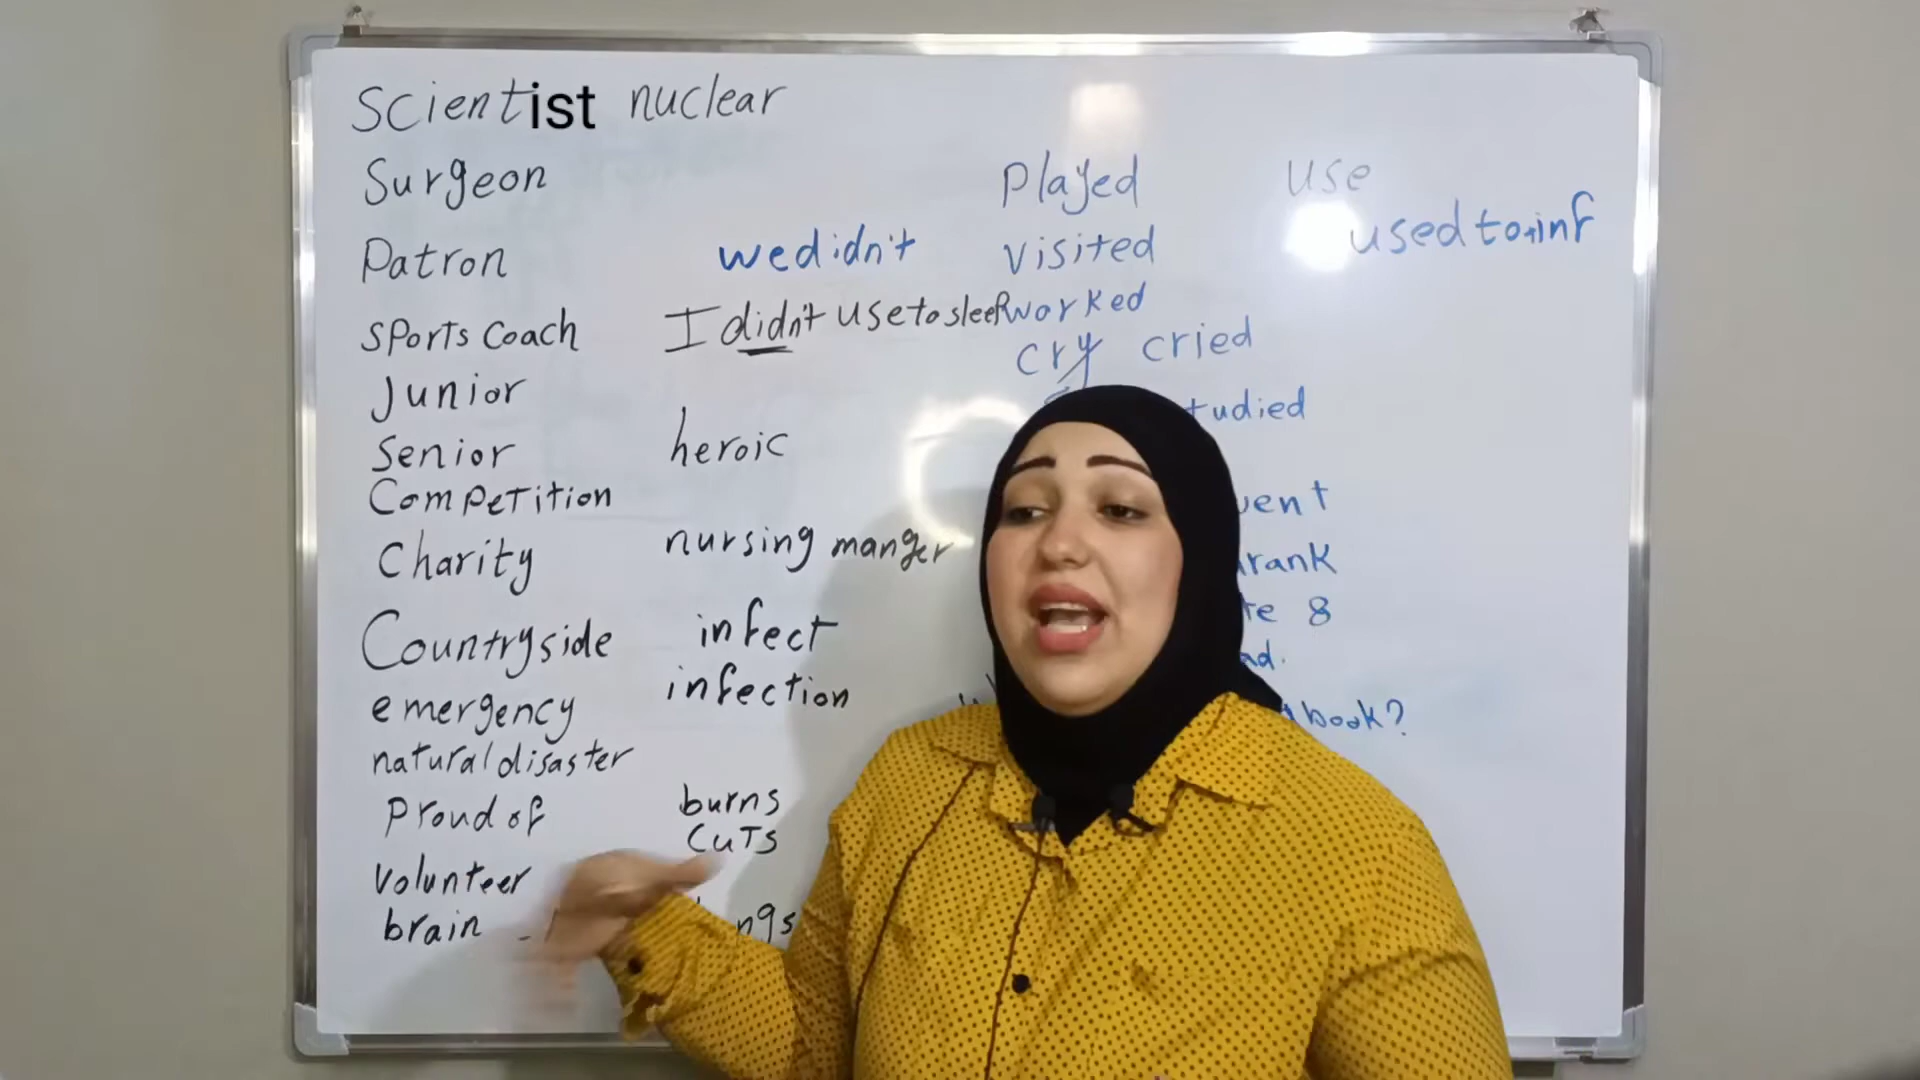 Scientist nuclear
Surgeon
Patron
Sports Coach
Junior
Senior
Competition
Charity
Countryside
emergency
natural disaster
Proud of
Volunteer
brain
we didn't
I didn't use to sleep
heroic
nursing manger
infect
infection
burns
cuts
played
visited
worked
cry cried
book?
use
used to+inf